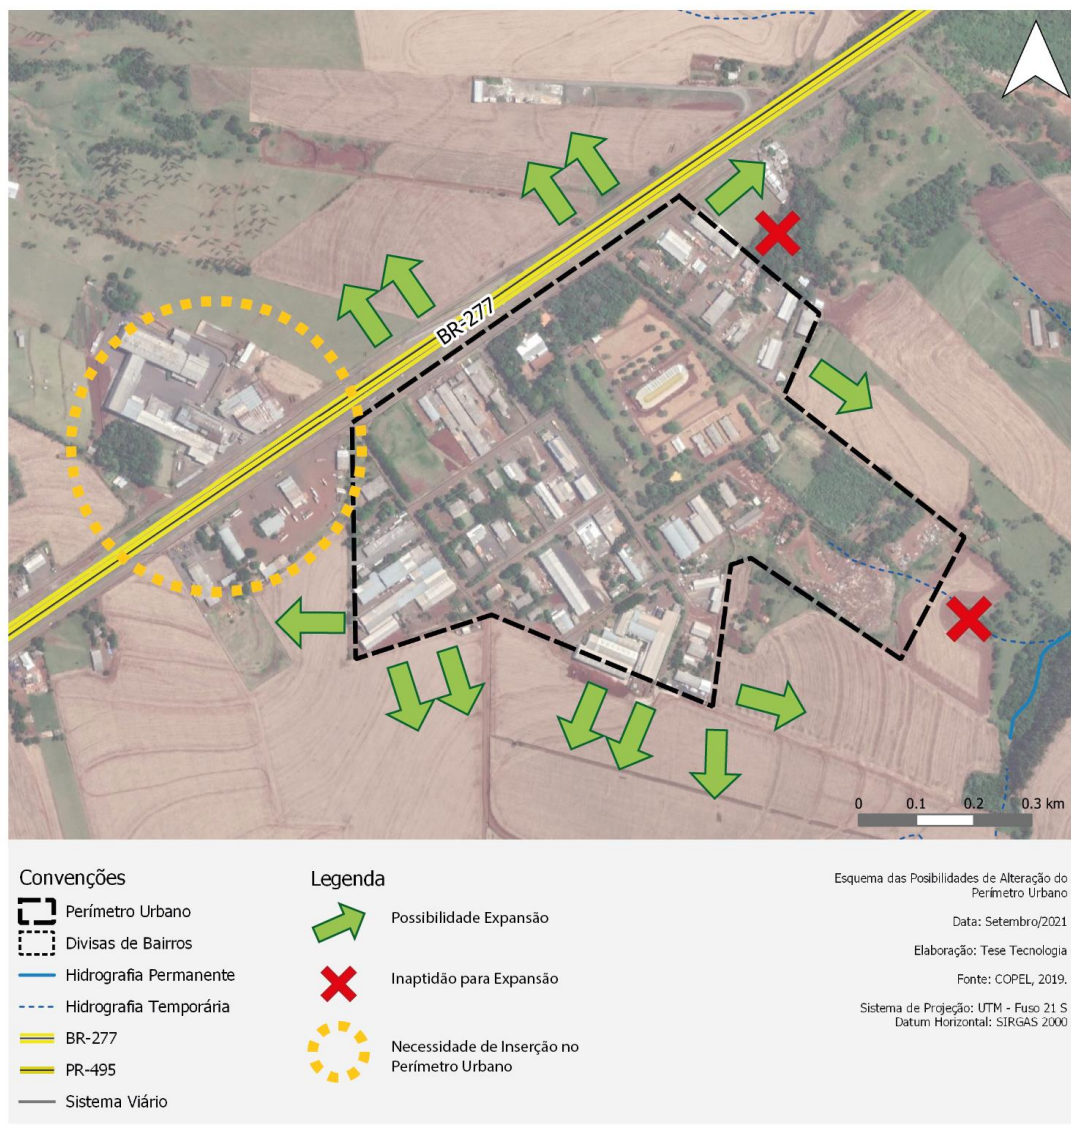 BR-277
0 0.1 0.2 0.3 km
Convenções
Perímetro Urbano
Divisas de Bairros
Hidrografia Permanente
Hidrografia Temporária
BR-277
PR-495
Sistema Viário
Legenda
Possibilidade Expansão
Inaptidão para Expansão
Necessidade de Inserção no
Perímetro Urbano
Esquema das Posibilidades de Alteração do
Perímetro Urbano
Data: Setembro/2021
Elaboração: Tese Tecnologia
Fonte: COPEL, 2019.
Sistema de Projeção: UTM - Fuso 21 S
Datum Horizontal: SIRGAS 2000